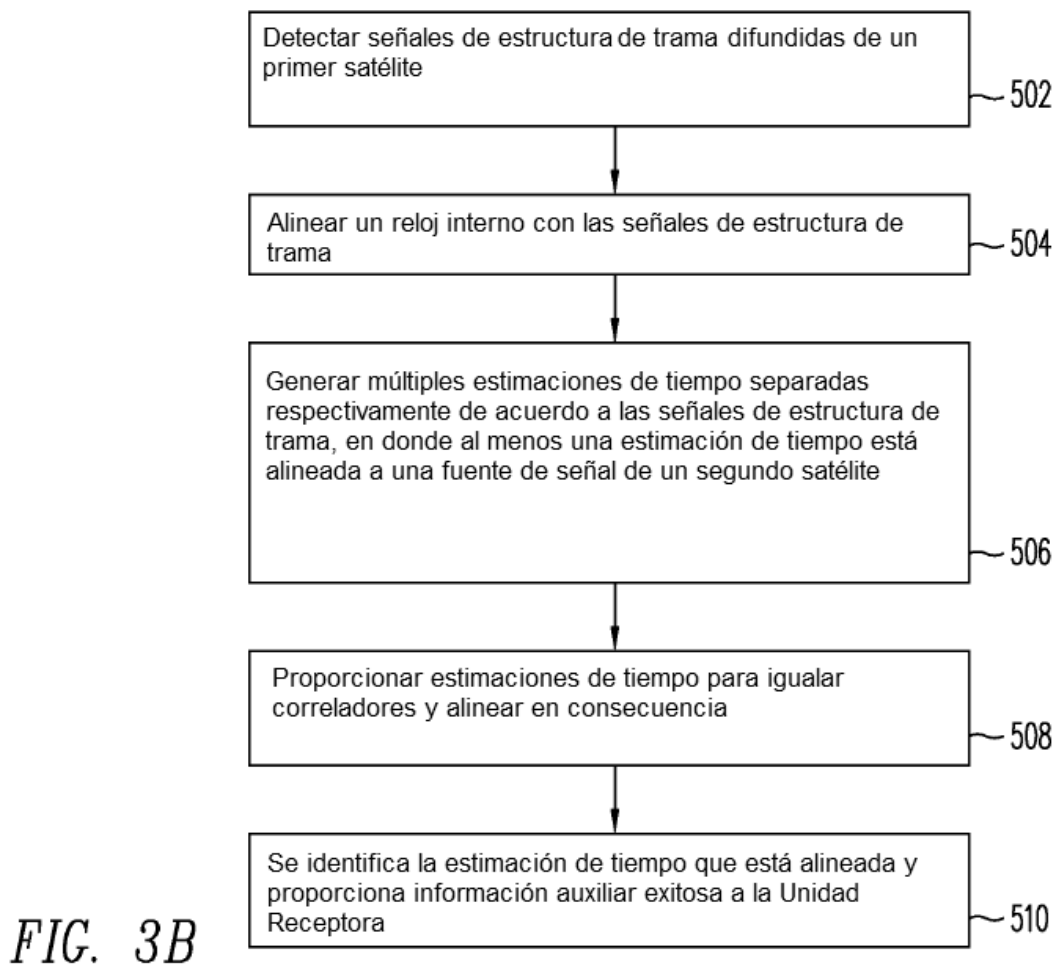 Detectar señales de estructura de trama difundidas de un
primer satélite
502
Alinear un reloj interno con las señales de estructura de
trama
504
Generar múltiples estimaciones de tiempo separadas
respectivamente de acuerdo a las señales de estructura de
trama, en donde al menos una estimación de tiempo está
alineada a una fuente de señal de un segundo satélite
506
Proporcionar estimaciones de tiempo para igualar
correladores y alinear en consecuencia
508
Se identifica la estimación de tiempo que está alineada y
proporciona información auxiliar exitosa a la Unidad
Receptora
510
FIG. 3B